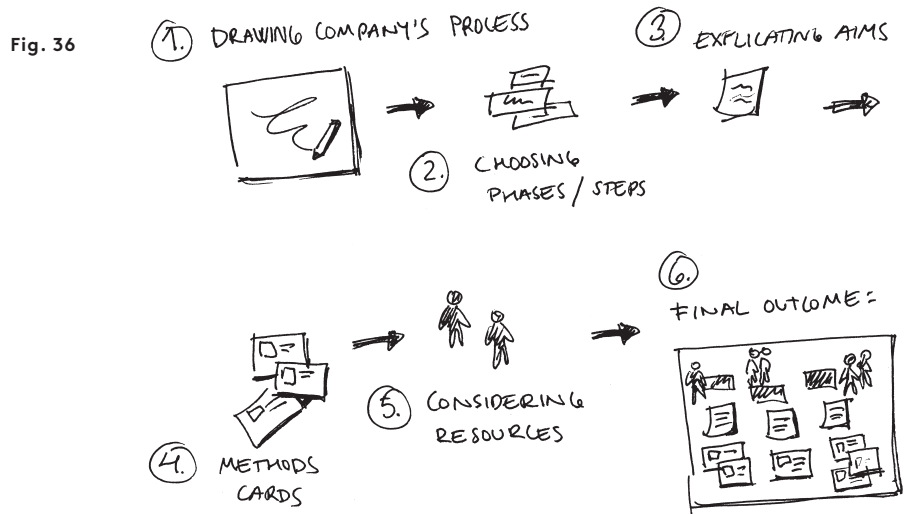 Fig. 36
1. DRAWING COMPANY'S PROCESS
2. CHOOSING
PHASES / STEPS
3. EXPLICATING AIMS
4. METHODS
CARDS
5. CONSIDERING
RESOURCES
6.
FINAL OUTCOME: